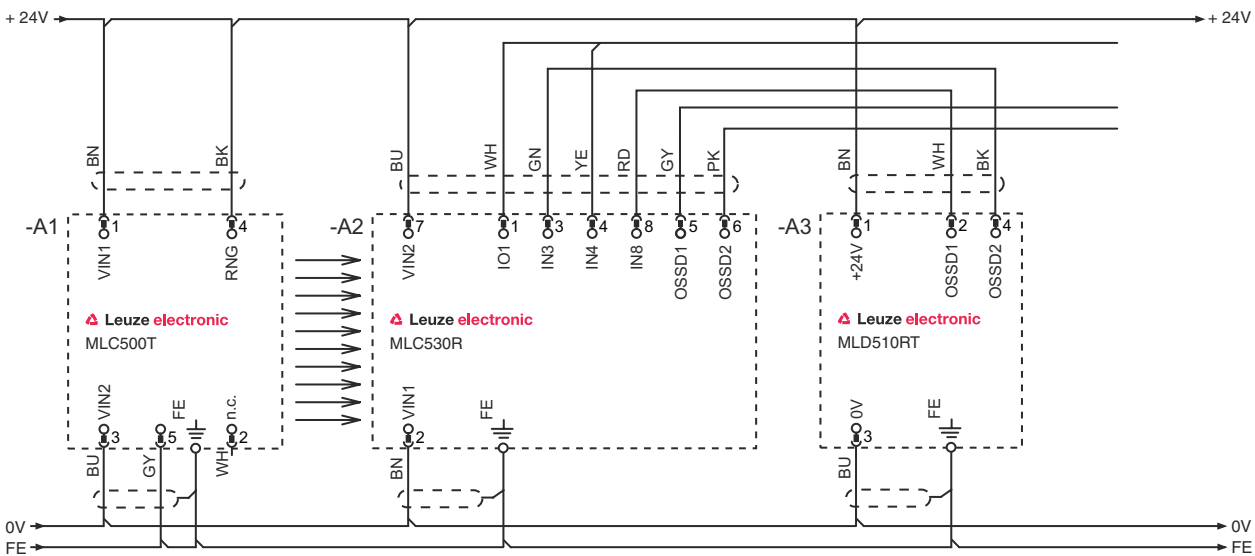 + 24V
+ 24V
BN
BK
BU
WH
GN
YE
RD
GY
PK
BN
WH
BK
-A1
1
4
-A2
7
1
3
4
8
5
6
-A3
1
2
4
VIN1
RNG
VIN2
IO1
IN3
IN4
IN8
OSSD1
OSSD2
+24V
OSSD1
OSSD2
Leuze electronic
MLC500T
Leuze electronic
MLC530R
Leuze electronic
MLD510RT
VIN2
FE
n.c.
VIN1
FE
0V
FE
3
5
2
2
3
BU
GY
WH
BN
BU
0V
0V
FE
FE